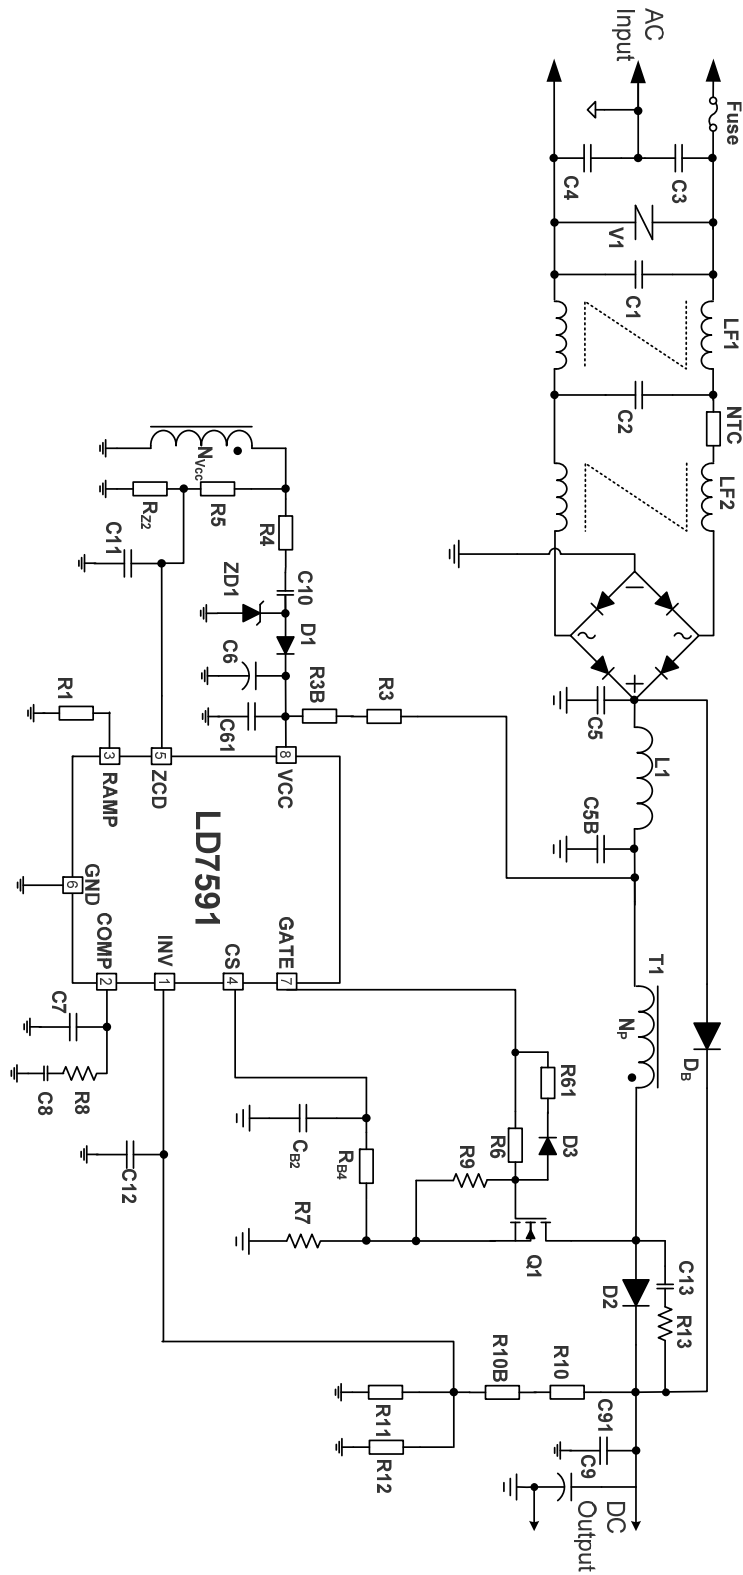 AC
Input
Fuse
C3
C4
V1
C1
LF1
C2
NTC
LF2
N_Vcc
R5
R_Z2
C11
R4
C10
ZD1
D1
C6
C61
R3B
R3
R1
C5
L1
C5B
T1
N_P
D_B
3
RAMP
5
ZCD
8
VCC
LD7591
6
GND
2
COMP
1
INV
4
CS
7
GATE
C7
C8
R8
C12
C_B2
R_B4
R61
D3
R6
R9
R7
Q1
D2
C13
R13
R10B
R10
R11
R12
C91
C9
DC
Output